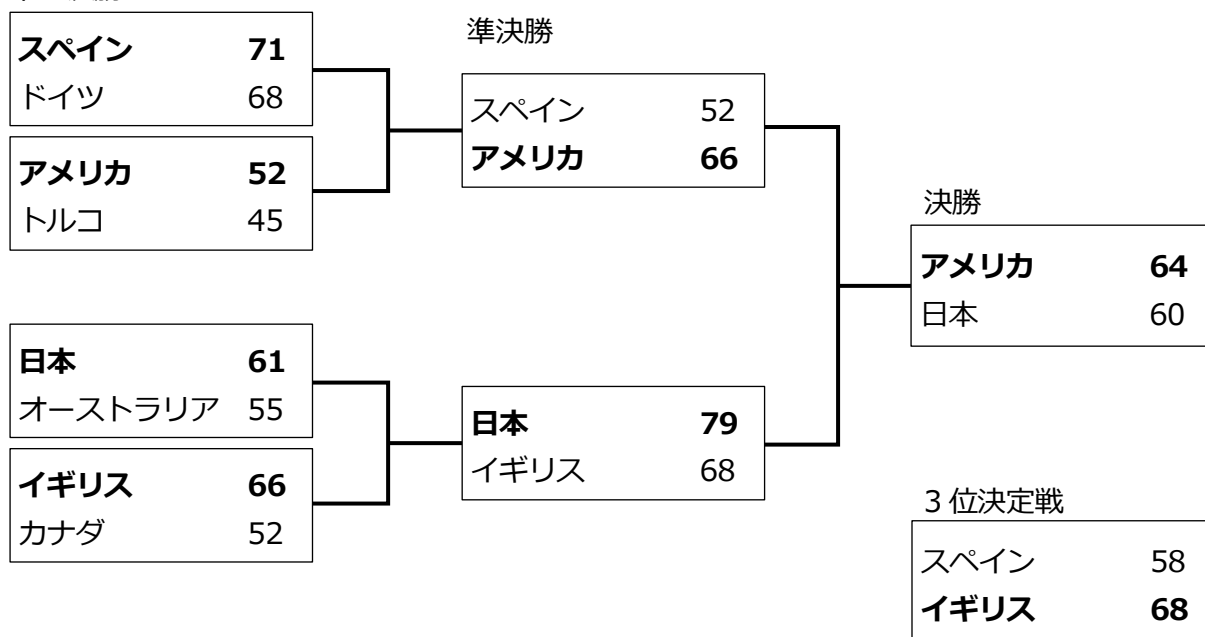 スペイン 71
ドイツ 68
アメリカ 52
トルコ 45
日本 61
オーストラリア 55
イギリス 66
カナダ 52
準決勝
スペイン 52
アメリカ 66
日本 79
イギリス 68
決勝
アメリカ 64
日本 60
3位決定戦
スペイン 58
イギリス 68